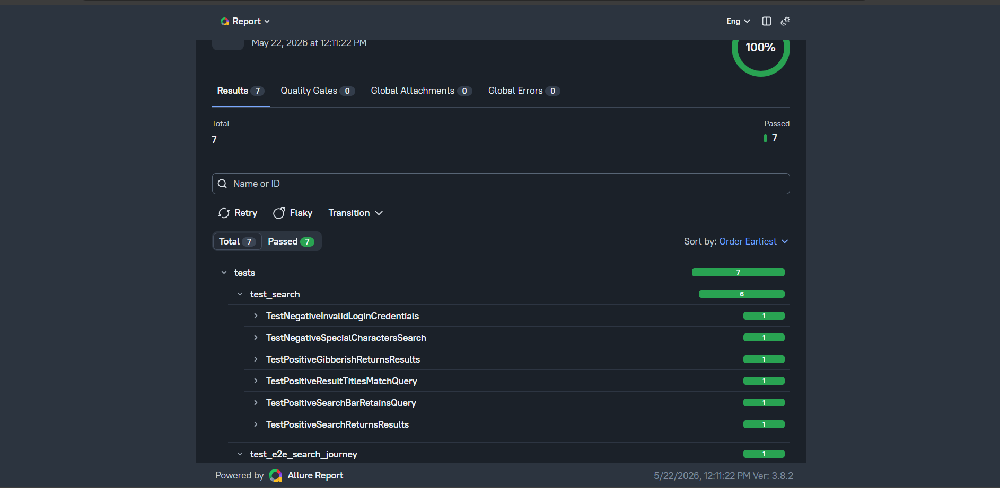 Report
Eng
May 22, 2026 at 12:11:22 PM
100%
Results 7 Quality Gates 0 Global Attachments 0 Global Errors 0
Total
Passed
7
7
Name or ID
Retry Flaky Transition
Total 7 Passed 7
Sort by: Order Earliest
tests 7
test_search 6
TestNegativeInvalidLoginCredentials 1
TestNegativeSpecialCharactersSearch 1
TestPositiveGibberishReturnsResults 1
TestPositiveResultTitlesMatchQuery 1
TestPositiveSearchBarRetainsQuery 1
TestPositiveSearchReturnsResults 1
test_e2e_search_journey 1
Powered by Allure Report
5/22/2026, 12:11:22 PM Ver: 3.8.2